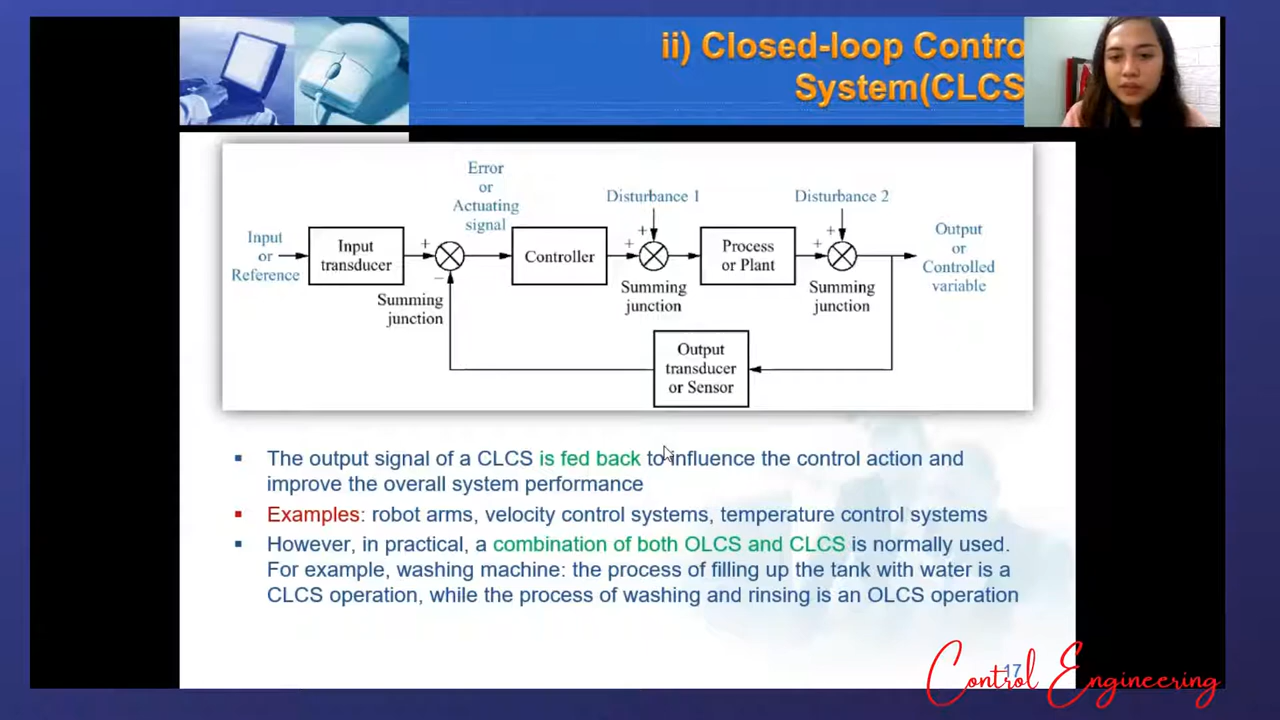 ii) Closed-loop Contro
System(CLCS
Error
or
Actuating
signal
Disturbance 1
Disturbance 2
Input
or
Reference
Input
transducer
+
−
Summing
junction
Controller
+
+
Summing
junction
Process
or Plant
+
+
Summing
junction
Output
or
Controlled
variable
Output
transducer
or Sensor
The output signal of a CLCS is fed back to influence the control action and
improve the overall system performance
Examples: robot arms, velocity control systems, temperature control systems
However, in practical, a combination of both OLCS and CLCS is normally used.
For example, washing machine: the process of filling up the tank with water is a
CLCS operation, while the process of washing and rinsing is an OLCS operation
17
Control Engineering